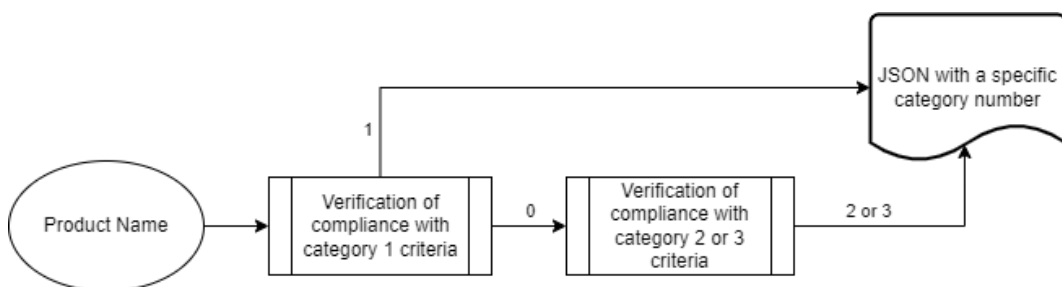 Product Name
Verification of
compliance with
category 1 criteria
1
0
Verification of
compliance with
category 2 or 3
criteria
2 or 3
JSON with a specific
category number